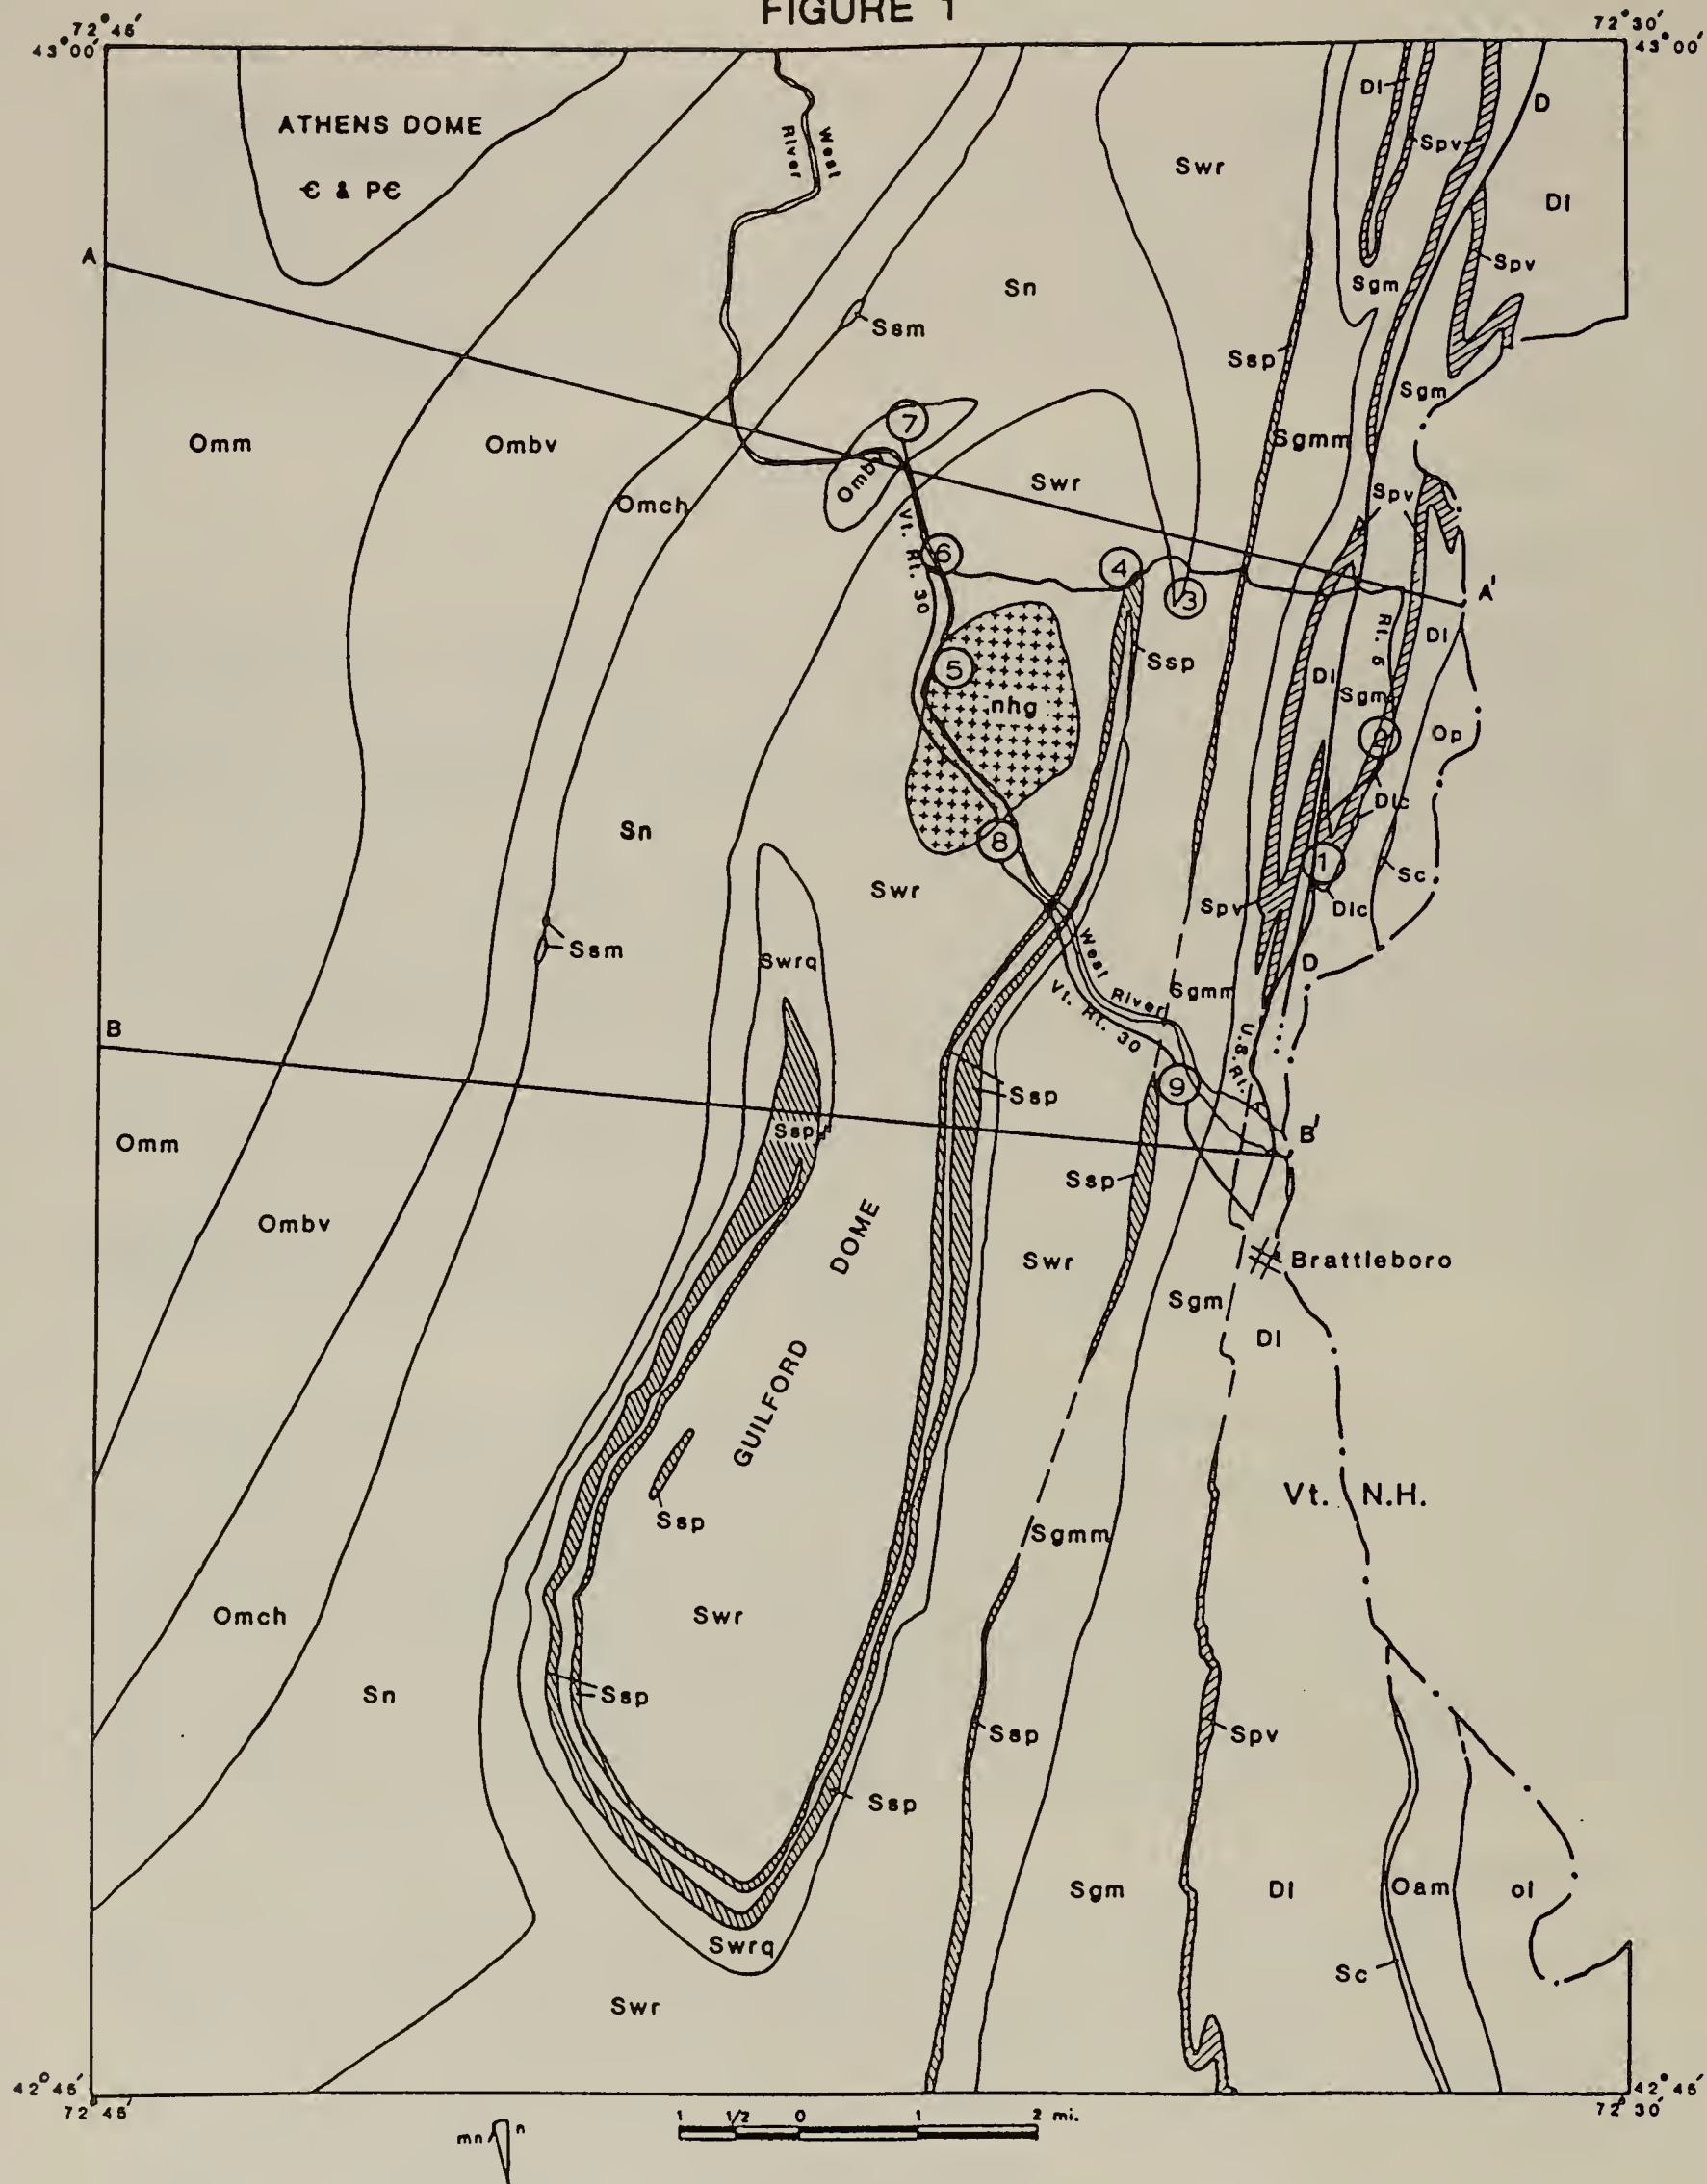 FIGURE 1
72°45'
72°30'
43°00'
43°00'
ATHENS DOME
Є & PЄ
West
River
Dl
D
Spv
Swr
Dl
Spv
A
Sn
Sgm
Ssm
Ssp
Sgm
7
Omm
Ombv
Sgmm
Omb
Swr
Spv
Omch
Vt. Rt. 30
6
4
3
A'
Rt. 5
Dl
Ssp
5
Dl
Sgm
nhg
2
Op
Dlc
Sn
8
1
Sc
Swr
Spv
Dlc
Ssm
Swrq
West River
D
Sgmm
Vt. Rt. 30
B
U.S. Rt.
9
Ssp
Ssp
B'
Omm
Ssp
Ombv
DOME
Swr
Brattleboro
Sgm
Dl
GUILFORD
Vt. N.H.
Ssp
Sgmm
Omch
Swr
Sn
Ssp
Ssp
Spv
Ssp
Sgm
Dl
Oam
ol
Swrq
Sc
Swr
42°45'
42°45'
72°45'
72°30'
1 1/2 0 1 2 mi.
mn n